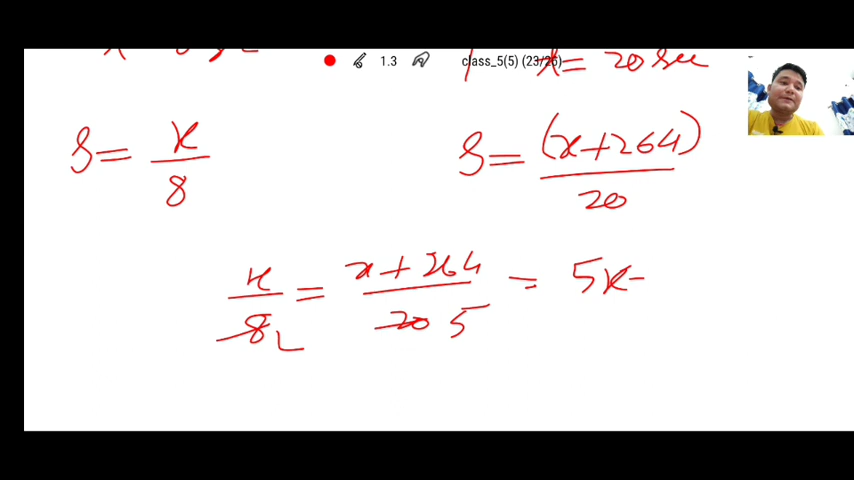 1.3 class_5(5) (23/25)
= 20 sec
S = x/8 S = (x+264)/20
x/8 2 = x+264/20 5 = 5x-